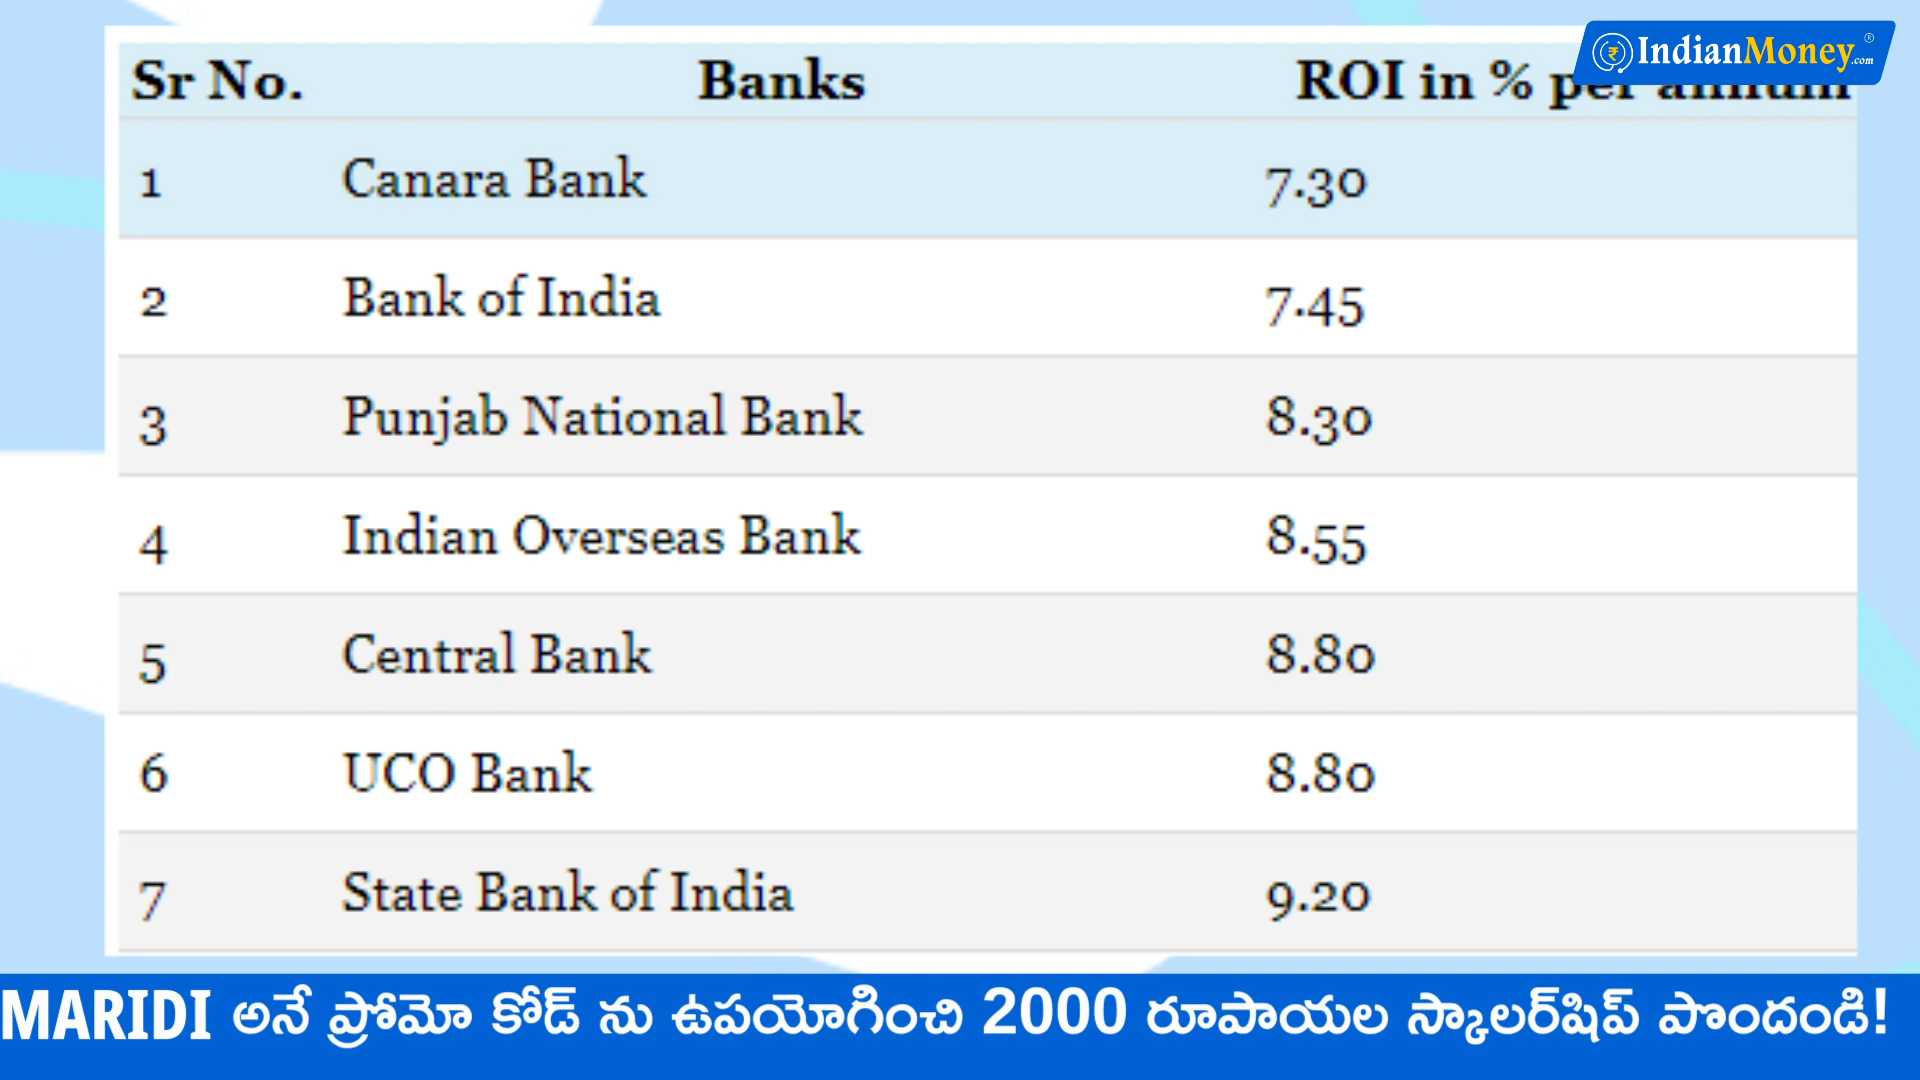 IndianMoney.com®
Sr No. Banks ROI in % per annum
1 Canara Bank 7.30
2 Bank of India 7.45
3 Punjab National Bank 8.30
4 Indian Overseas Bank 8.55
5 Central Bank 8.80
6 UCO Bank 8.80
7 State Bank of India 9.20
MARIDI అనే ప్రోమో కోడ్ ను ఉపయోగించి 2000 రూపాయల స్కాలర్‌షిప్ పొందండి!